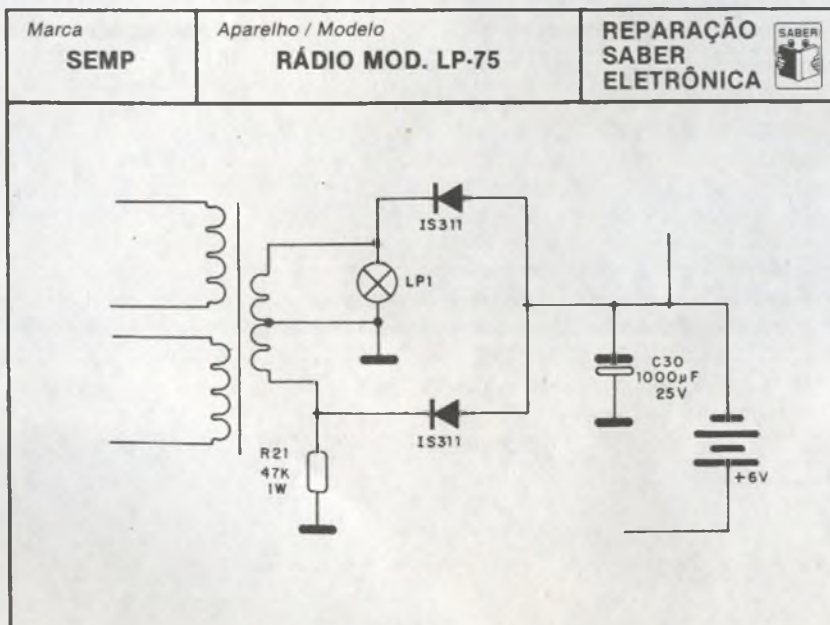 Marca
SEMP
Aparelho / Modelo
RÁDIO MOD. LP-75
REPARAÇÃO
SABER
ELETRÔNICA
SABER
IS311
LP1
IS311
R21
47K
1W
C30
1000µF
25V
+6V